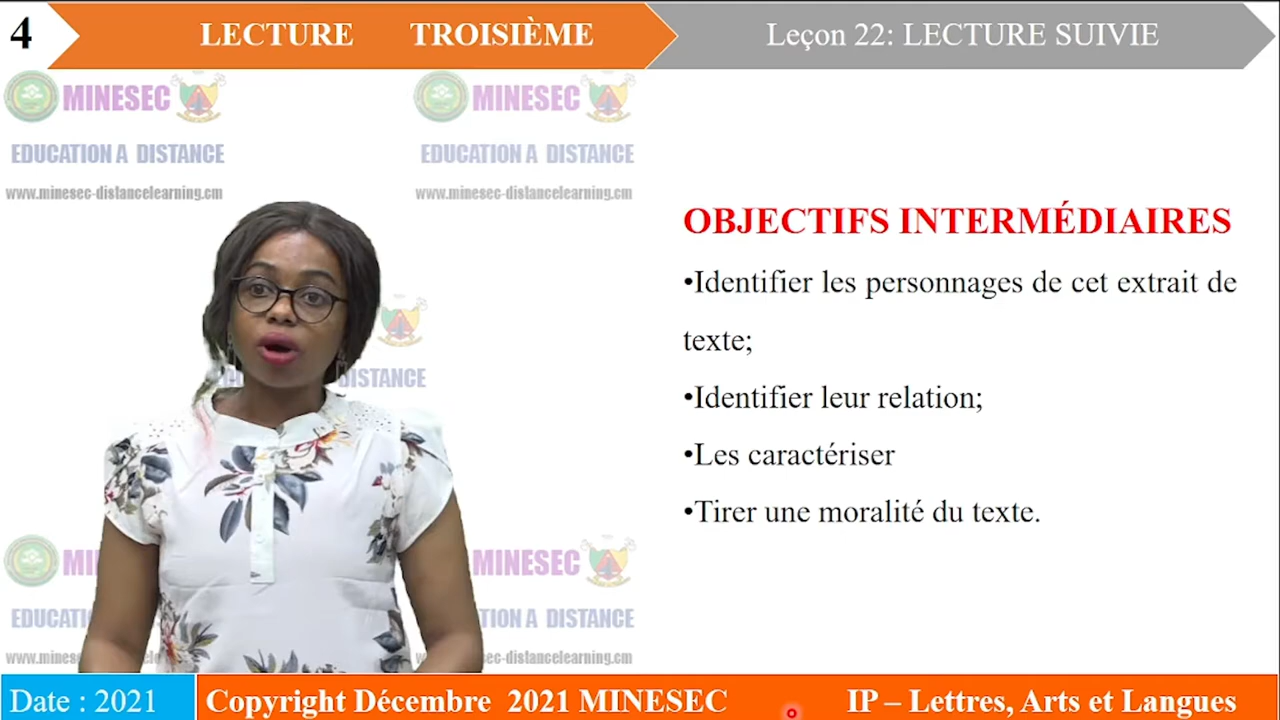 4
LECTURE TROISIÈME
Leçon 22: LECTURE SUIVIE
MINESEC
MINESEC
EDUCATION A DISTANCE
EDUCATION A DISTANCE
www.minesec-distancelearning.cm
www.minesec-distancelearning.cm
OBJECTIFS INTERMÉDIAIRES
•Identifier les personnages de cet extrait de
texte;
•Identifier leur relation;
•Les caractériser
•Tirer une moralité du texte.
DISTANCE
MINESEC
A DISTANCE
Date : 2021
Copyright Décembre 2021 MINESEC
IP – Lettres, Arts et Langues